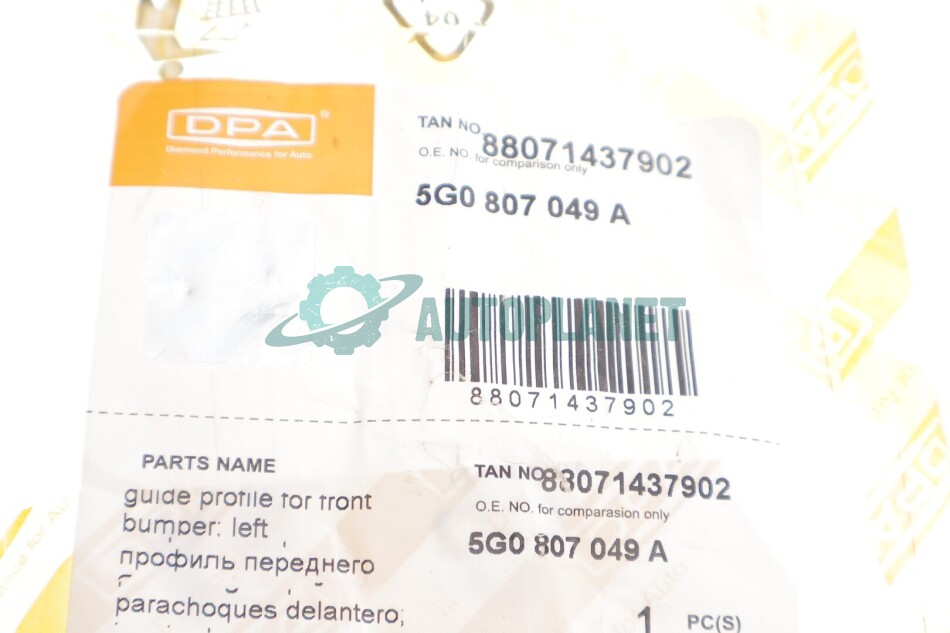 04
DPA®
Diamond Performance for Auto
TAN NO.
88071437902
O.E. NO. for comparison only
5G0 807 049 A
AUTOPLANET
88071437902
PARTS NAME
guide profile for front
bumper: left
профиль переднего
parachoques delantero;
TAN NO
88071437902
O.E. NO. for comparasion only
5G0 807 049 A
1 PC(S)